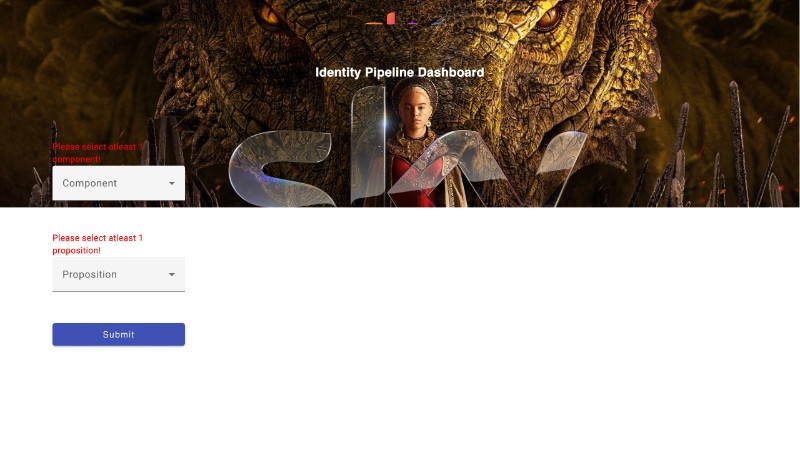 Identity Pipeline Dashboard
sky
Please select atleast 1
component!
Component
Please select atleast 1
proposition!
Proposition
Submit